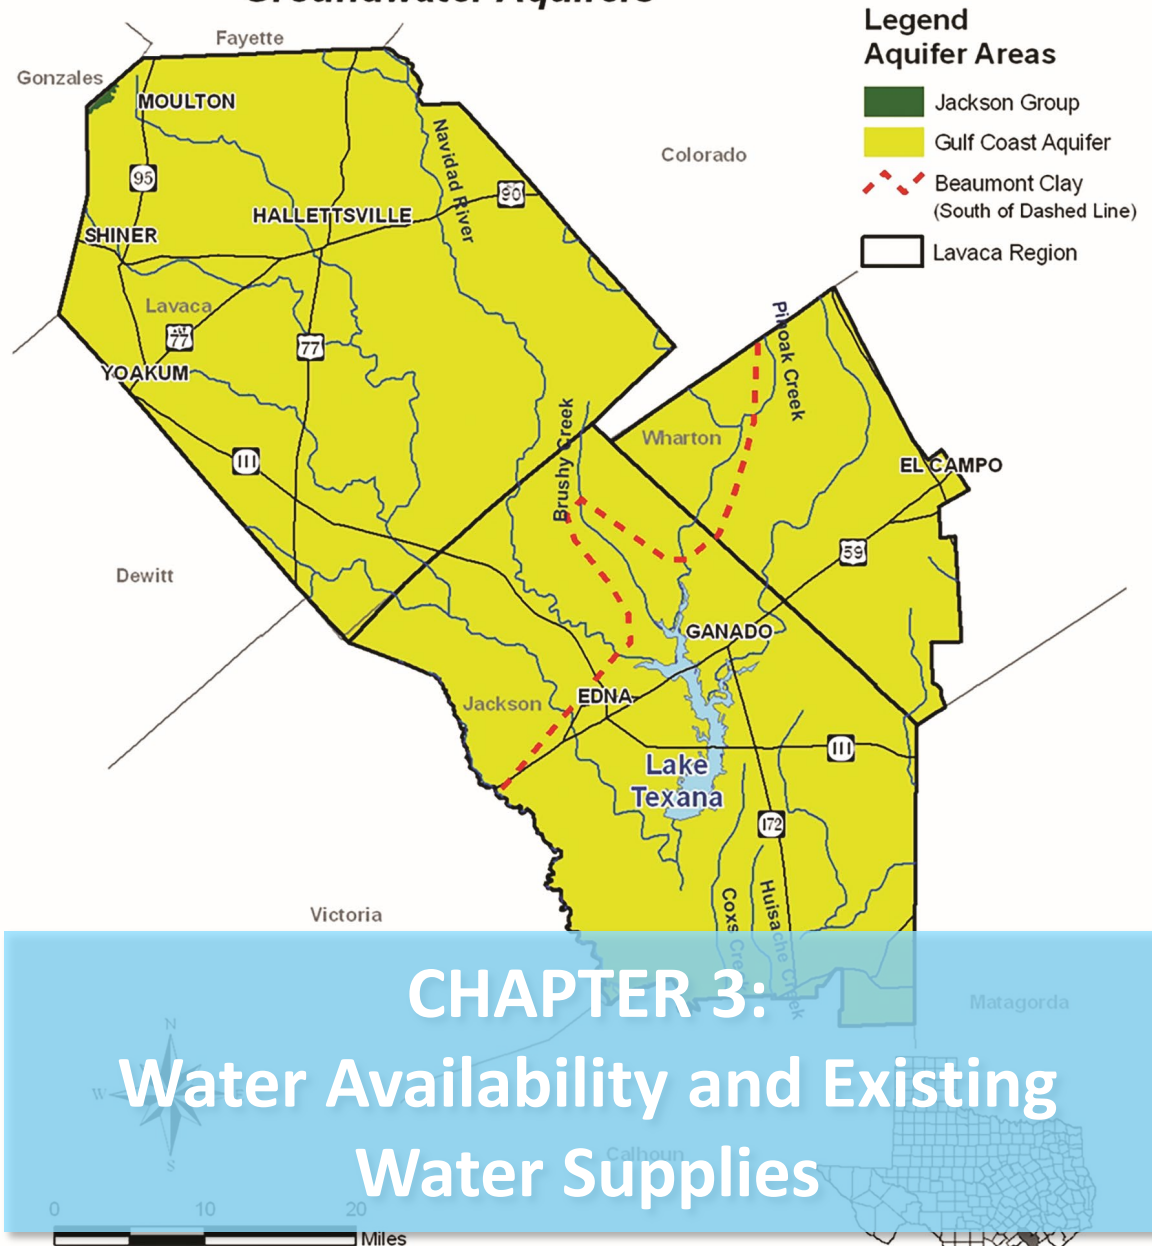 Groundwater Aquifers
Legend
Aquifer Areas
Jackson Group
Gulf Coast Aquifer
Beaumont Clay
(South of Dashed Line)
Lavaca Region
Fayette
Gonzales
MOULTON
Colorado
95
Navidad River
90
HALLETTSVILLE
SHINER
Lavaca
77
77
YOAKUM
Pinoak Creek
Brushy Creek
Wharton
111
EL CAMPO
59
Dewitt
GANADO
Jackson
EDNA
111
Lake
Texana
172
Coxs Creek
Huisache Creek
Victoria
Matagorda
CHAPTER 3:
Water Availability and Existing
Water Supplies
N
W
S
Calhoun
0 10 20
Miles